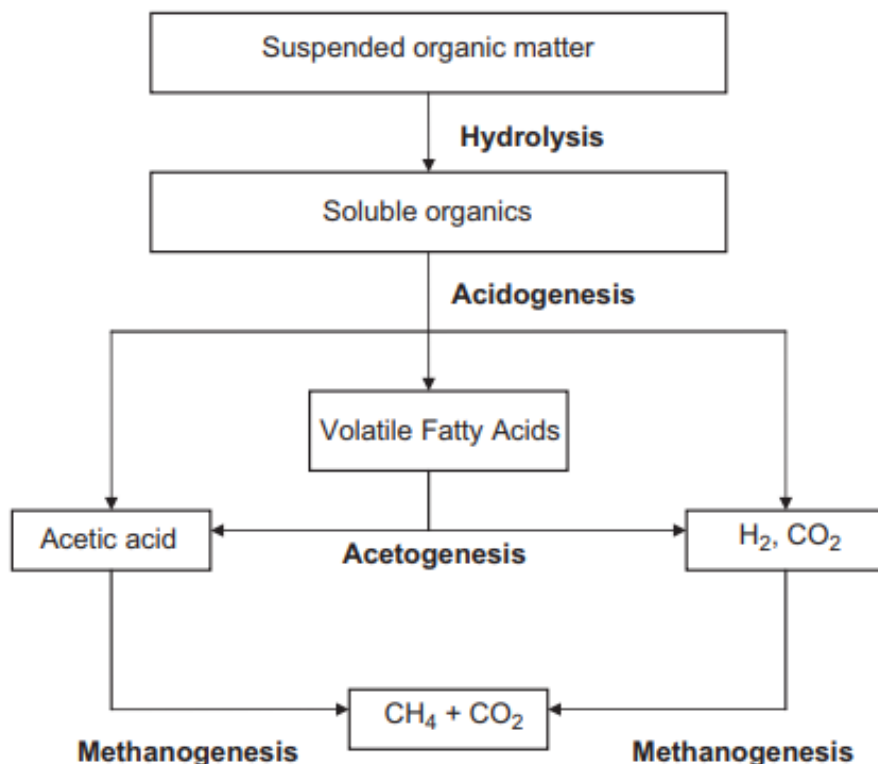 Suspended organic matter
Hydrolysis
Soluble organics
Acidogenesis
Volatile Fatty Acids
Acetic acid
H₂, CO₂
Acetogenesis
CH₄ + CO₂
Methanogenesis
Methanogenesis